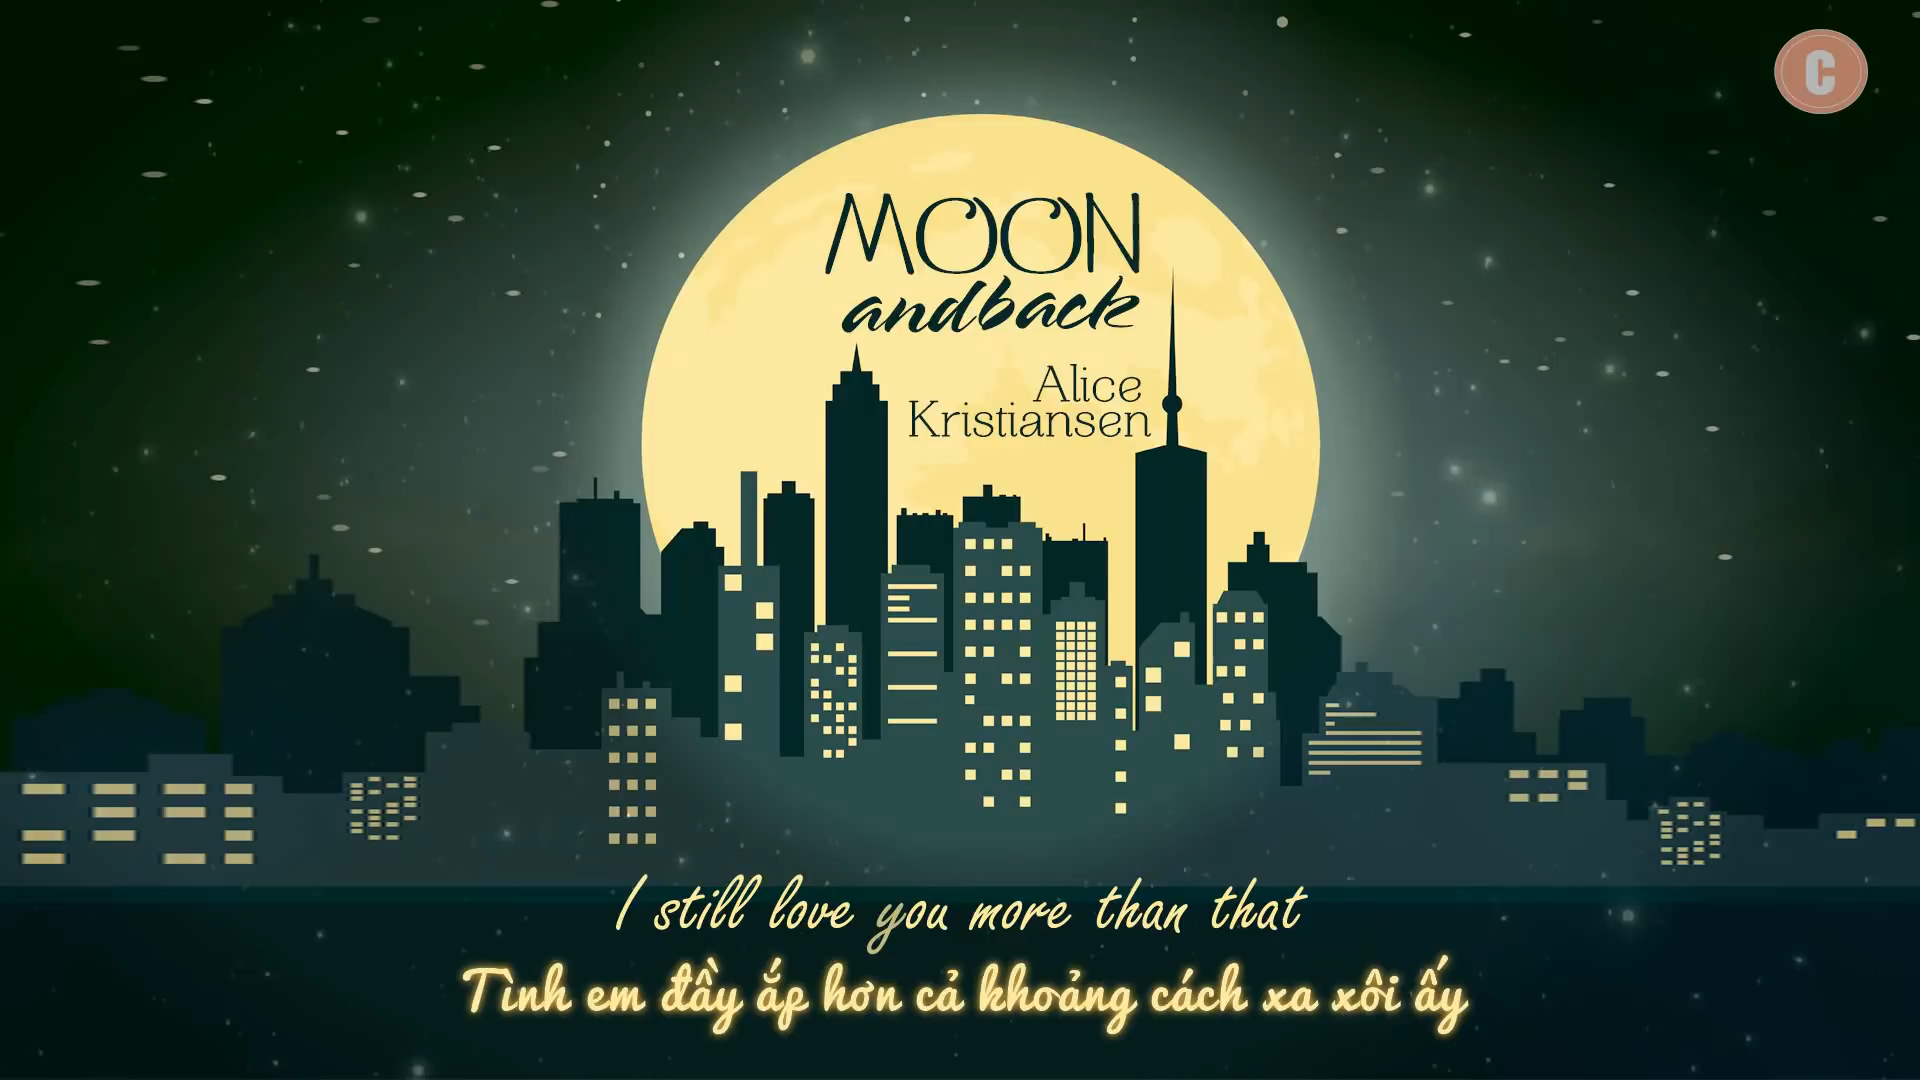 C
MOON
andback
Alice
Kristiansen
I still love you more than that
Tình em đầy ắp hơn cả khoảng cách xa xôi ấy